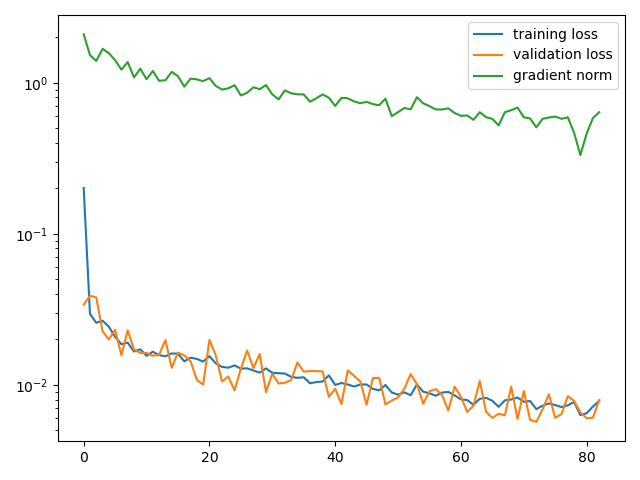 training loss
validation loss
gradient norm
10⁰
10⁻¹
10⁻²
0 20 40 60 80